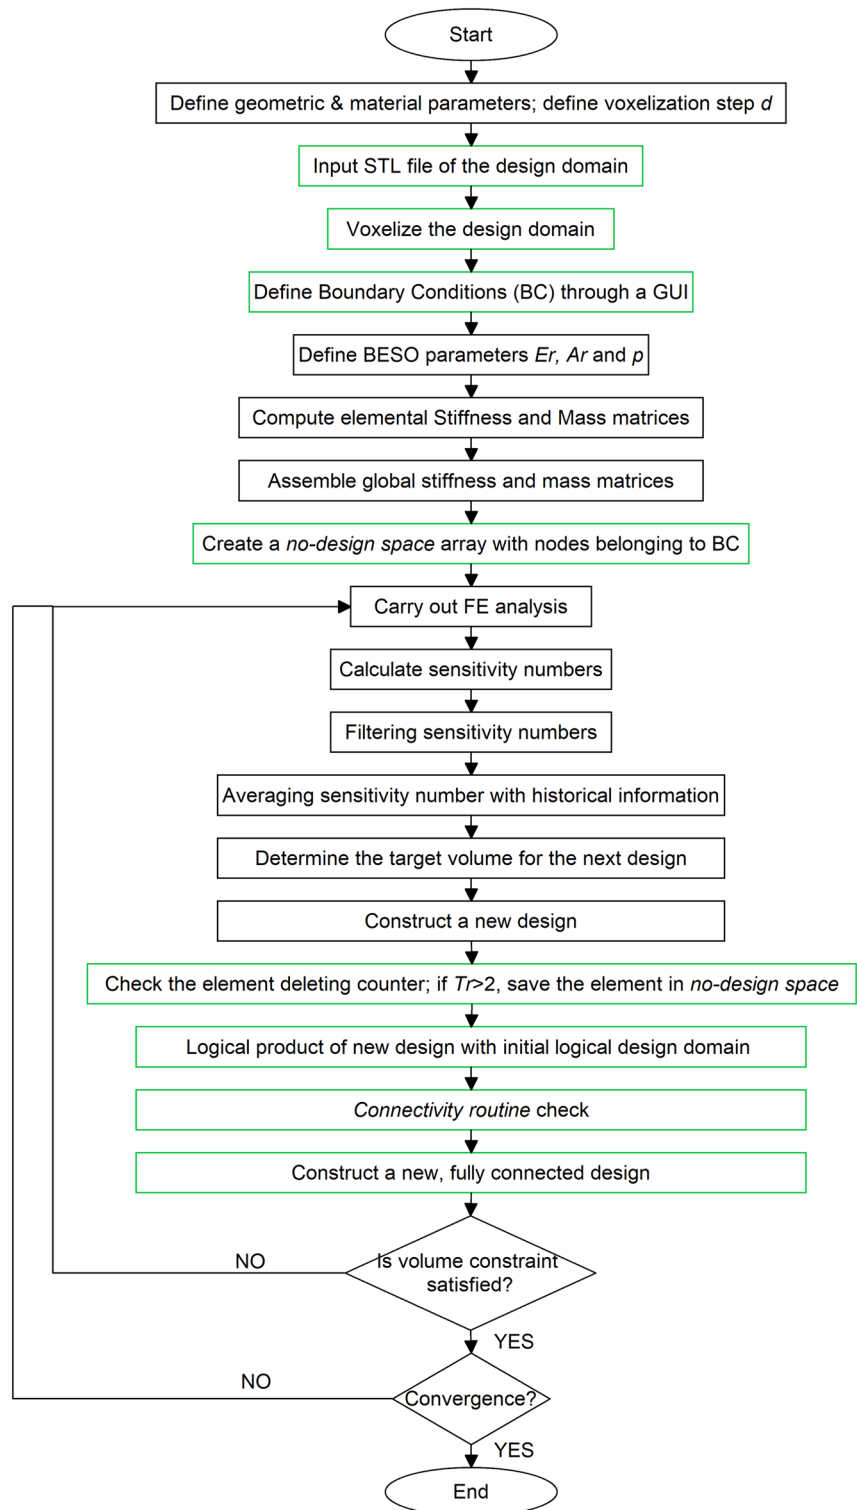 Start
Define geometric & material parameters; define voxelization step d
Input STL file of the design domain
Voxelize the design domain
Define Boundary Conditions (BC) through a GUI
Define BESO parameters Er, Ar and p
Compute elemental Stiffness and Mass matrices
Assemble global stiffness and mass matrices
Create a no-design space array with nodes belonging to BC
Carry out FE analysis
Calculate sensitivity numbers
Filtering sensitivity numbers
Averaging sensitivity number with historical information
Determine the target volume for the next design
Construct a new design
Check the element deleting counter; if Tr>2, save the element in no-design space
Logical product of new design with initial logical design domain
Connectivity routine check
Construct a new, fully connected design
NO
Is volume constraint
satisfied?
YES
NO
Convergence?
YES
End